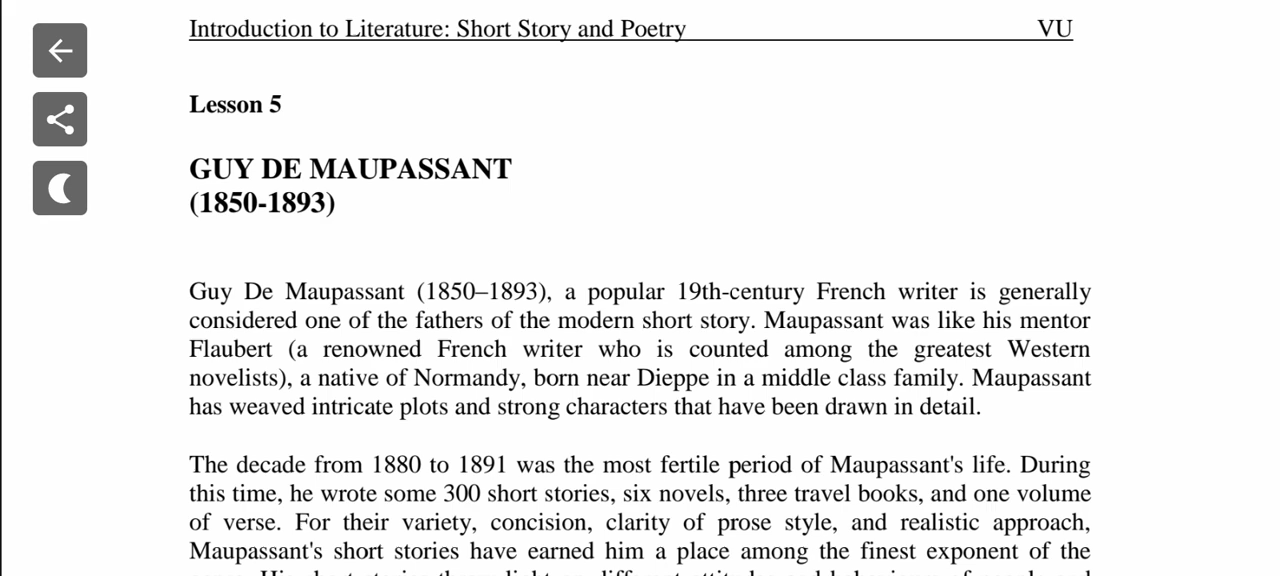 Introduction to Literature: Short Story and Poetry VU
Lesson 5
GUY DE MAUPASSANT
(1850-1893)
Guy De Maupassant (1850–1893), a popular 19th-century French writer is generally
considered one of the fathers of the modern short story. Maupassant was like his mentor
Flaubert (a renowned French writer who is counted among the greatest Western
novelists), a native of Normandy, born near Dieppe in a middle class family. Maupassant
has weaved intricate plots and strong characters that have been drawn in detail.
The decade from 1880 to 1891 was the most fertile period of Maupassant's life. During
this time, he wrote some 300 short stories, six novels, three travel books, and one volume
of verse. For their variety, concision, clarity of prose style, and realistic approach,
Maupassant's short stories have earned him a place among the finest exponent of the